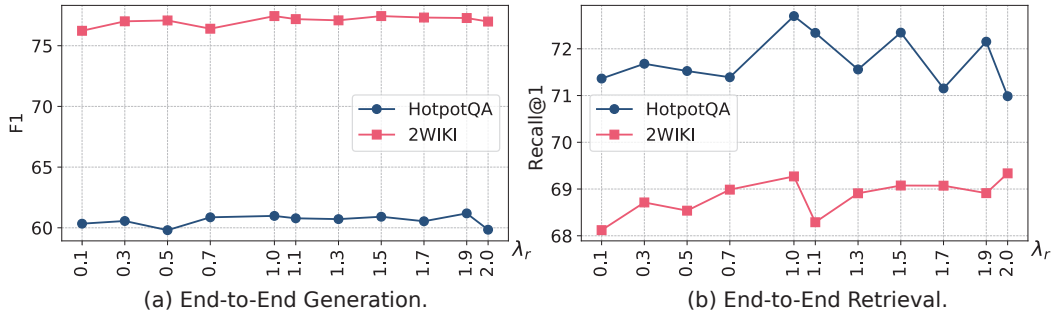 F1
75
70
65
60
HotpotQA
2WIKI
0.1 0.3 0.5 0.7 1.0 1.1 1.3 1.5 1.7 1.9 2.0 λr
(a) End-to-End Generation.
Recall@1
72
71
70
69
68
HotpotQA
2WIKI
0.1 0.3 0.5 0.7 1.0 1.1 1.3 1.5 1.7 1.9 2.0 λr
(b) End-to-End Retrieval.